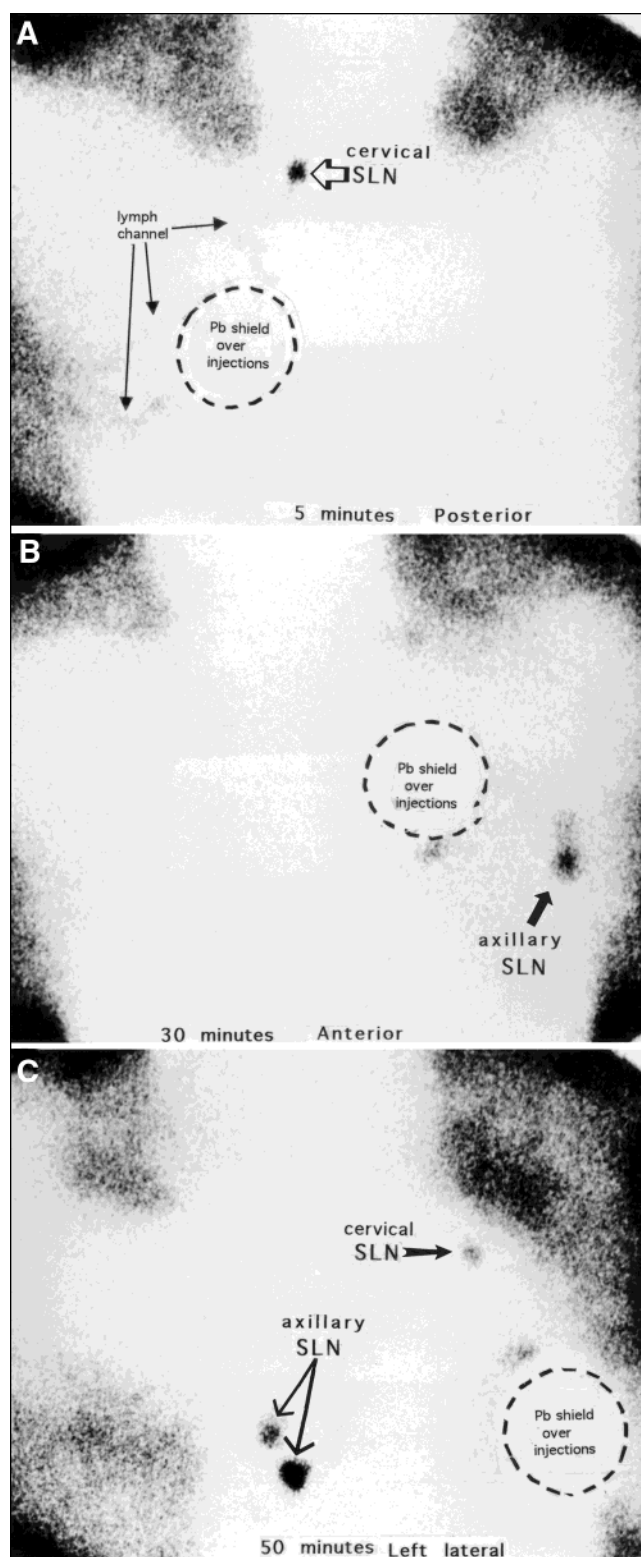 A
cervical
SLN
lymph
channel
Pb shield
over
injections
5 minutes Posterior
B
Pb shield
over
injections
axillary
SLN
30 minutes Anterior
C
cervical
SLN
axillary
SLN
Pb shield
over
injections
50 minutes Left lateral